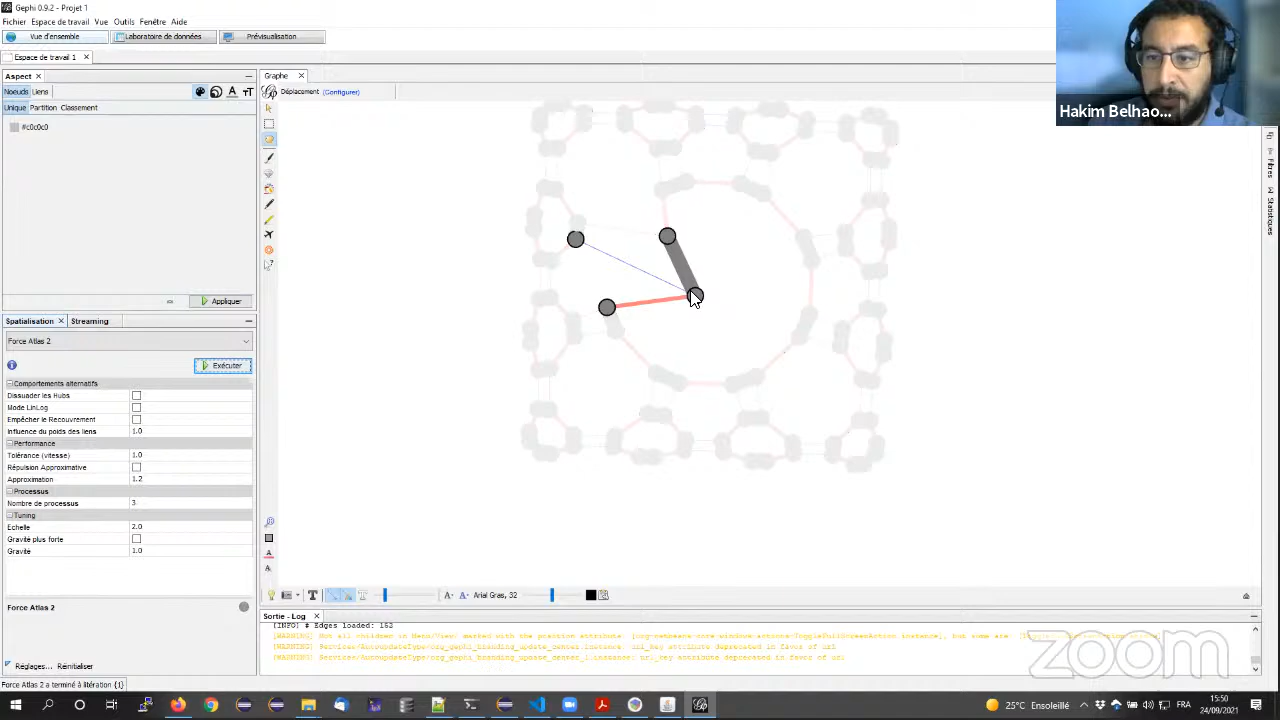 Gephi 0.9.2 - Projet 1
Fichier Espace de travail Vue Outils Fenêtre Aide
Vue d'ensemble Laboratoire de données Prévisualisation
Espace de travail 1
Aspect
Noeuds Liens
Unique Partition Classement
#c0c0c0
Appliquer
Spatialisation Streaming
Force Atlas 2
Exécuter
Comportements alternatifs
Dissuader les Hubs
Mode LinLog
Empêcher le Recouvrement
Influence du poids des liens 1.0
Performance
Tolérance (vitesse) 1.0
Répulsion Approximative
Approximation 1.2
Processus
Nombre de processus 3
Tuning
Echelle 2.0
Gravité plus forte
Gravité 1.0
Force Atlas 2
Réglages... Réinitialiser
Force Atlas 2 a terminé à litération {1}
Graphe
Déplacement (Configurer)
Arial Gras, 32
Sortie - Log
[INFO] # Edges loaded: 163
Filtres
Statistiques
Hakim Belhao...
zoom
25°C Ensoleillé
FRA
15:50
24/09/2021